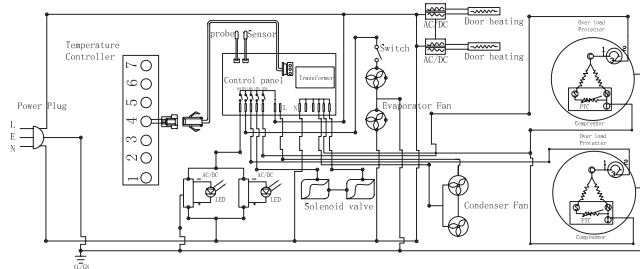 AC/DC
Door heating
AC/DC
Door heating
Over load
Protector
probe
Sensor
Temperature
Controller
Switch
Transformer
Control panel
7
6
5
4
3
2
1
L N
Evaporator Fan
PTC
Compressor
Power Plug
L
E
N
Over load
Protector
AC/DC
LED
AC/DC
LED
Solenoid valve
Condenser Fan
PTC
Compressor